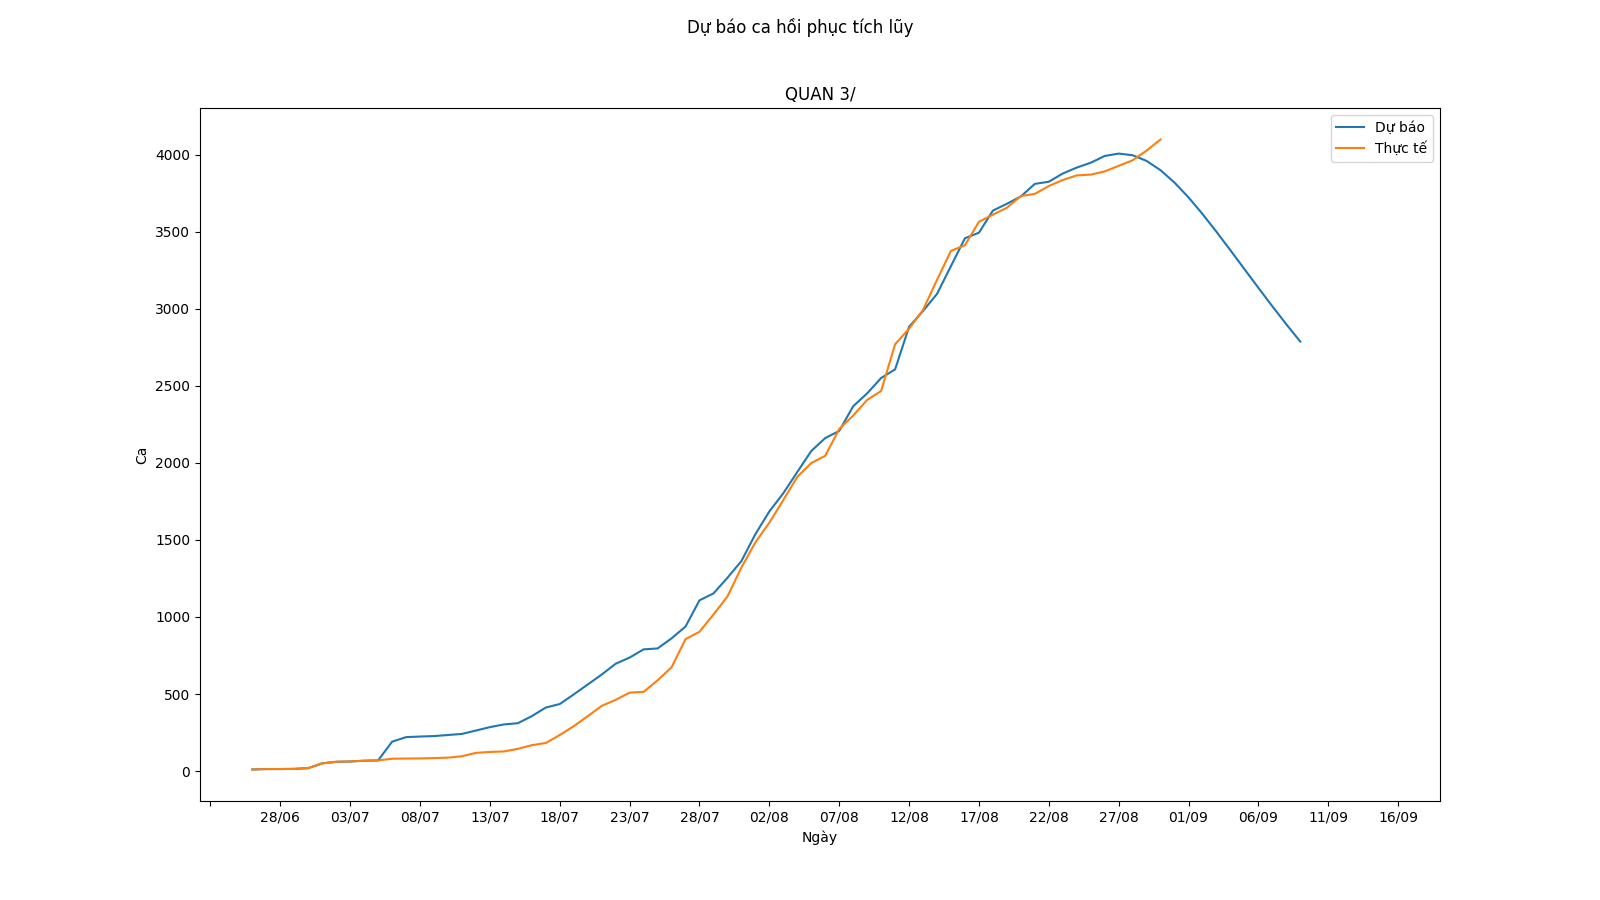 Dự báo ca hồi phục tích lũy
QUAN 3/
Dự báo
Thực tế
4000
3500
3000
2500
2000
1500
1000
500
0
Ca
28/06 03/07 08/07 13/07 18/07 23/07 28/07 02/08 07/08 12/08 17/08 22/08 27/08 01/09 06/09 11/09 16/09
Ngày